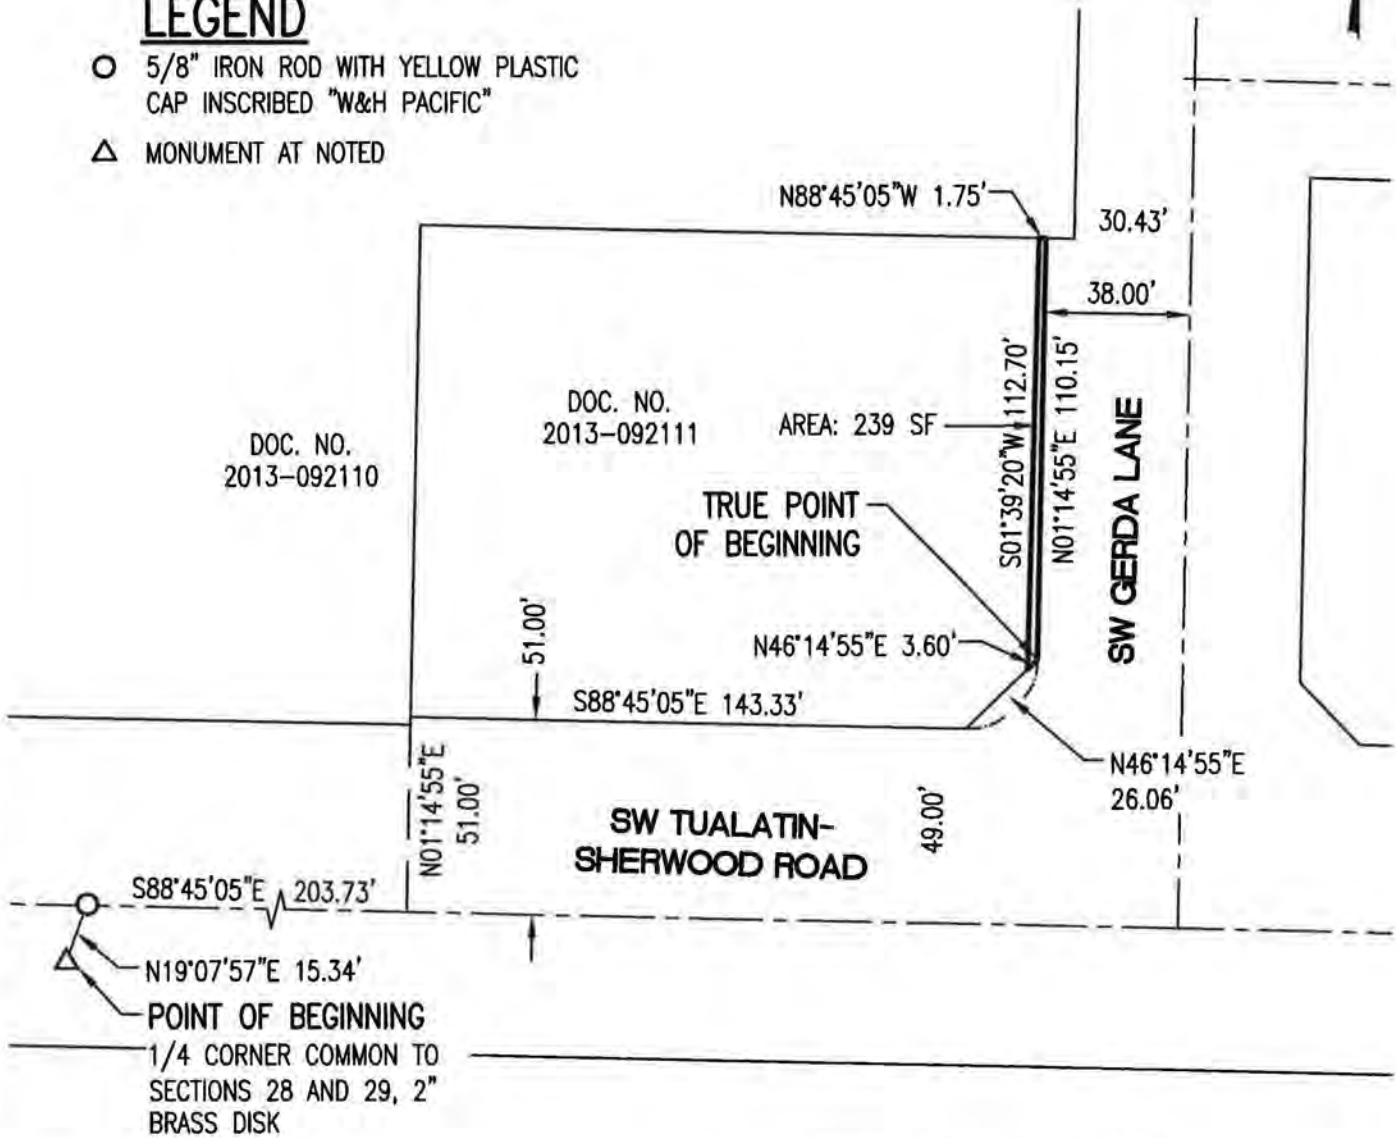 LEGEND
5/8" IRON ROD WITH YELLOW PLASTIC
CAP INSCRIBED "W&H PACIFIC"
MONUMENT AT NOTED
N88°45'05"W 1.75'
30.43'
38.00'
DOC. NO.
2013-092110
DOC. NO.
2013-092111
AREA: 239 SF
S01°39'20"W 112.70'
N01°14'55"E 110.15'
SW GERDA LANE
TRUE POINT
OF BEGINNING
N46°14'55"E 3.60'
51.00'
S88°45'05"E 143.33'
N46°14'55"E
26.06'
N01°14'55"E
51.00'
SW TUALATIN-
SHERWOOD ROAD
49.00'
S88°45'05"E 203.73'
N19°07'57"E 15.34'
POINT OF BEGINNING
1/4 CORNER COMMON TO
SECTIONS 28 AND 29, 2"
BRASS DISK